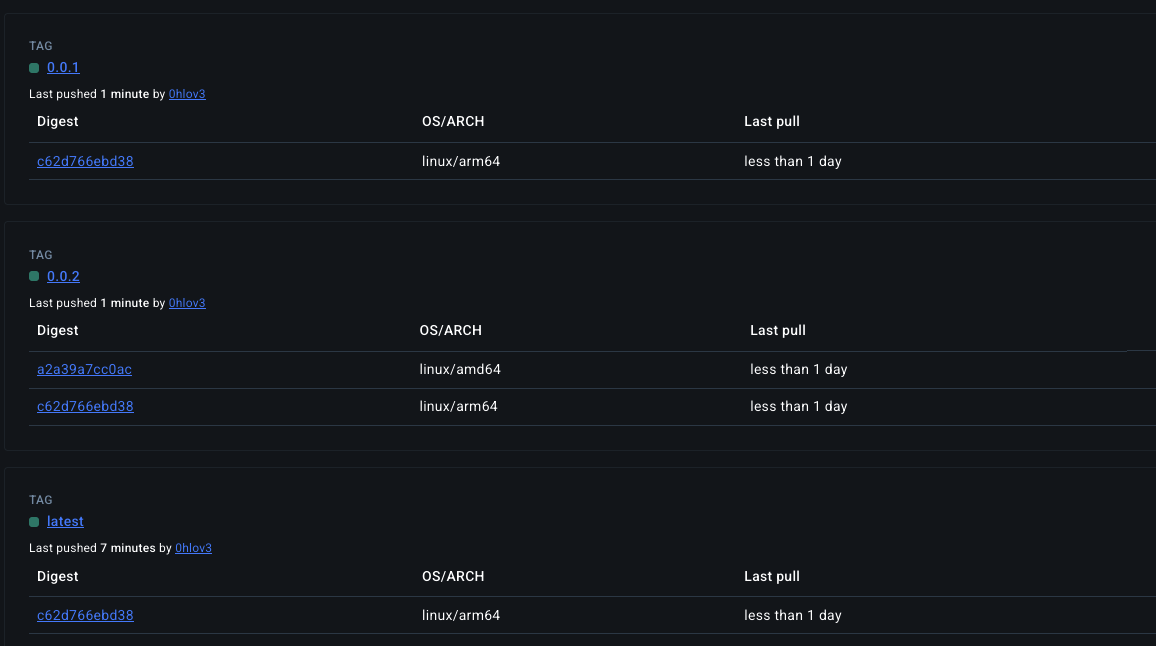 TAG
0.0.1
Last pushed 1 minute by 0hlov3
Digest OS/ARCH Last pull
c62d766ebd38 linux/arm64 less than 1 day
TAG
0.0.2
Last pushed 1 minute by 0hlov3
Digest OS/ARCH Last pull
a2a39a7cc0ac linux/amd64 less than 1 day
c62d766ebd38 linux/arm64 less than 1 day
TAG
latest
Last pushed 7 minutes by 0hlov3
Digest OS/ARCH Last pull
c62d766ebd38 linux/arm64 less than 1 day